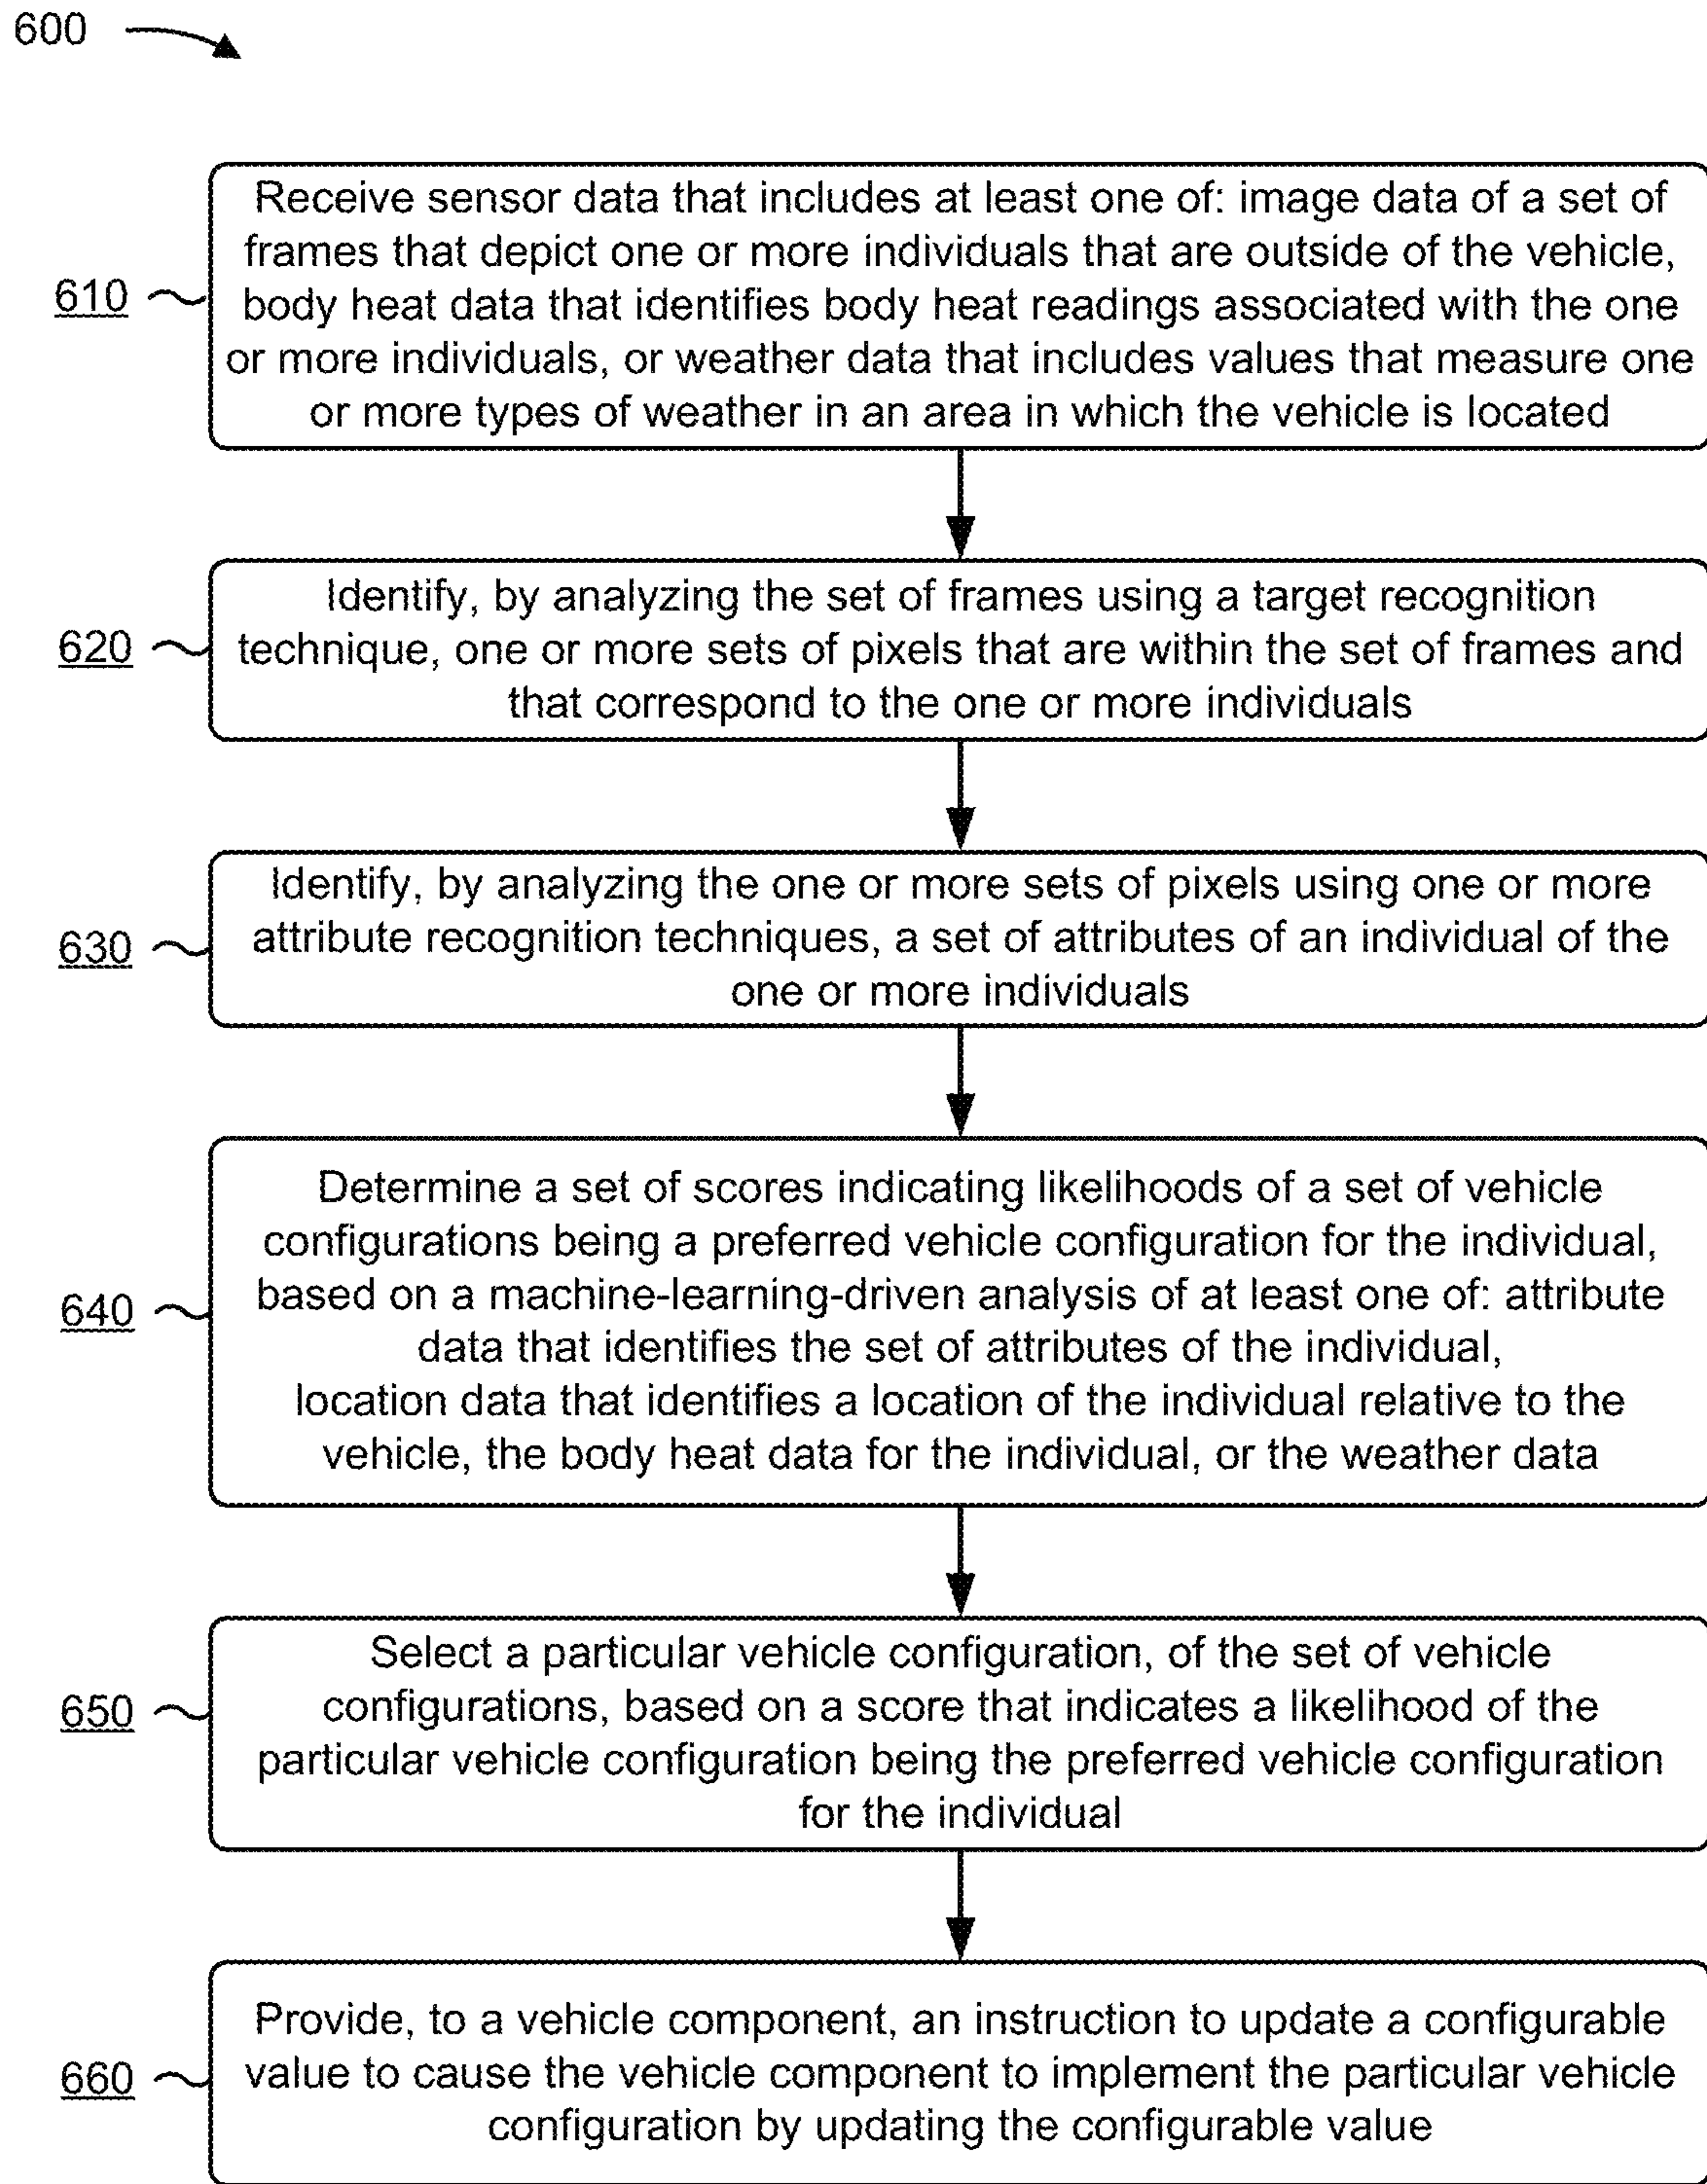 600
Receive sensor data that includes at least one of: image data of a set of
frames that depict one or more individuals that are outside of the vehicle,
610
body heat data that identifies body heat readings associated with the one
or more individuals, or weather data that includes values that measure one
or more types of weather in an area in which the vehicle is located
Identify, by analyzing the set of frames using a target recognition
620
technique, one or more sets of pixels that are within the set of frames and
that correspond to the one or more individuals
Identify, by analyzing the one or more sets of pixels using one or more
630
attribute recognition techniques, a set of attributes of an individual of the
one or more individuals
Determine a set of scores indicating likelihoods of a set of vehicle
configurations being a preferred vehicle configuration for the individual,
based on a machine-learning-driven analysis of at least one of: attribute
640
data that identifies the set of attributes of the individual,
location data that identifies a location of the individual relative to the
vehicle, the body heat data for the individual, or the weather data
Select a particular vehicle configuration, of the set of vehicle
650
configurations, based on a score that indicates a likelihood of the
particular vehicle configuration being the preferred vehicle configuration
for the individual
Provide, to a vehicle component, an instruction to update a configurable
660
value to cause the vehicle component to implement the particular vehicle
configuration by updating the configurable value